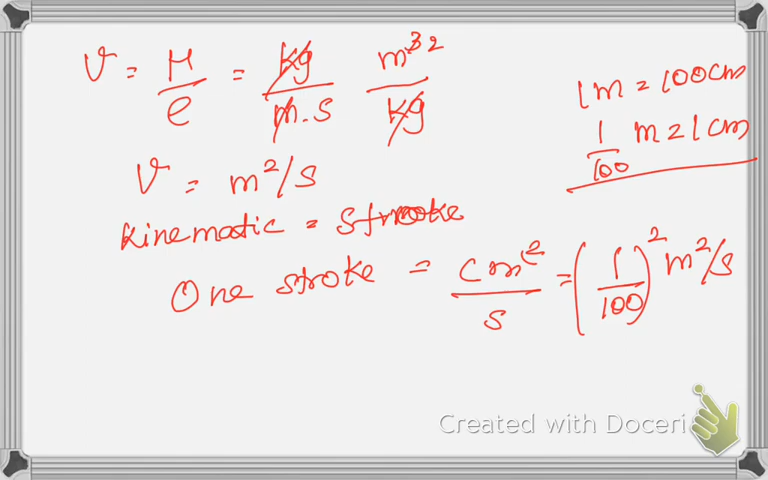 ν = μ/ρ = kg/m.s m³2/kg
1m = 100cm
1/100 m = 1cm
ν = m²/s
Kinematic = stroke
One stroke = cm²/s = (1/100)² m²/s
Created with Doceri